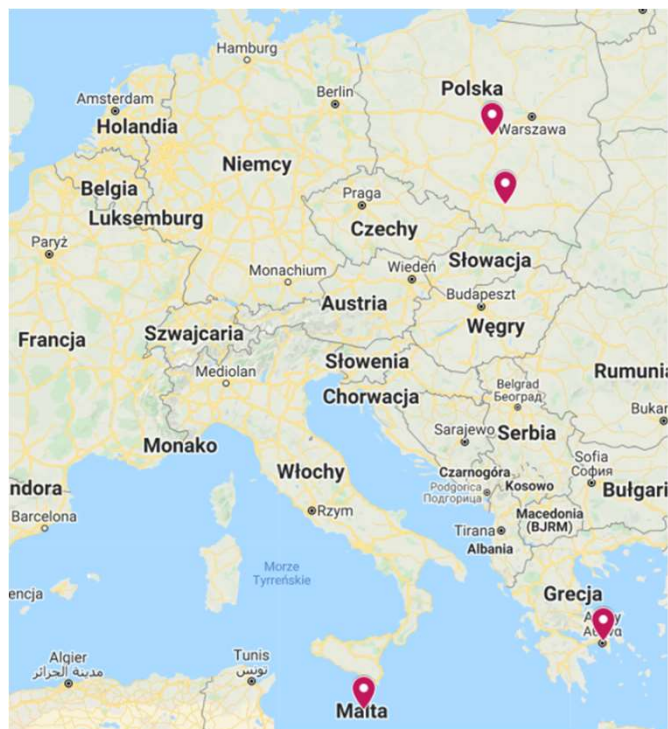 Hamburg
Polska
Amsterdam
Berlin
Holandia
Warszawa
Niemcy
Belgia
Praga
Luksemburg
Czechy
Paryż
Słowacja
Monachium
Wiedeń
Budapeszt
Austria
Węgry
Francja
Szwajcaria
Słowenia
Mediolan
Rumunia
Chorwacja
Belgrad
Београд
Bukar
Sarajewo
Serbia
Monako
Sofia
София
Włochy
Czarnogóra
ndora
Podgorica
Подгорица
Kosowo
Bułgari
Barcelona
Rzym
Macedonia
(BJRM)
Tirana
Albania
Morze
Tyrreńskie
encja
Grecja
Algier
مدينة الجزائر
Tunis
تونس
Malta